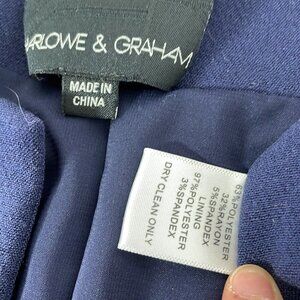 ARLOWE & GRAHAM
MADE IN
CHINA
63%POLYESTER
32%RAYON
5%SPANDEX
LINING
97%POLYESTER
3%SPANDEX
DRY CLEAN ONLY